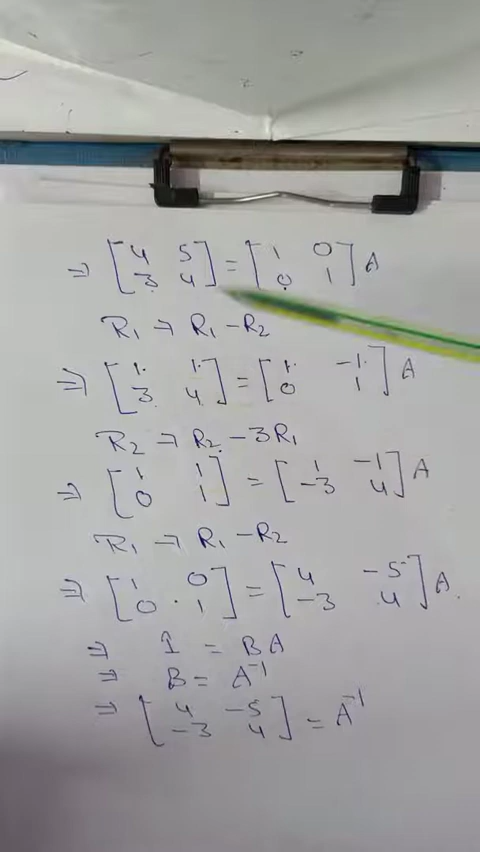 ⇒ [4 5; 3 4] = [1 0; 0 1] A
R₁ → R₁ - R₂
⇒ [1 1; 3 4] = [1 -1; 0 1] A
R₂ → R₂ - 3R₁
⇒ [1 1; 0 1] = [1 -1; -3 4] A
R₁ → R₁ - R₂
⇒ [1 0; 0 1] = [4 -5; -3 4] A
⇒ I = BA
⇒ B = A⁻¹
⇒ [4 -5; -3 4] = A⁻¹